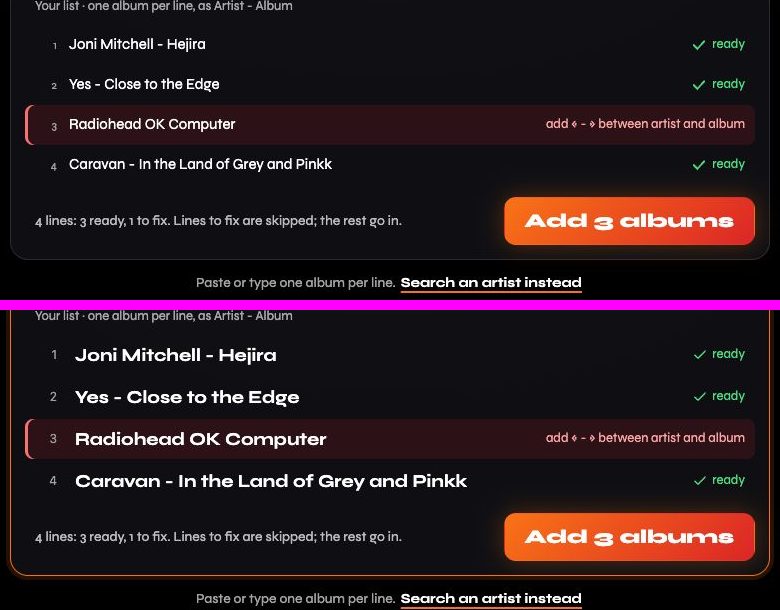 Your list · one album per line, as Artist - Album
1 Joni Mitchell - Hejira ✓ ready
2 Yes - Close to the Edge ✓ ready
3 Radiohead OK Computer add « - » between artist and album
4 Caravan - In the Land of Grey and Pinkk ✓ ready
4 lines: 3 ready, 1 to fix. Lines to fix are skipped; the rest go in. Add 3 albums
Paste or type one album per line. Search an artist instead
Your list · one album per line, as Artist - Album
1 Joni Mitchell - Hejira ✓ ready
2 Yes - Close to the Edge ✓ ready
3 Radiohead OK Computer add « - » between artist and album
4 Caravan - In the Land of Grey and Pinkk ✓ ready
4 lines: 3 ready, 1 to fix. Lines to fix are skipped; the rest go in. Add 3 albums
Paste or type one album per line. Search an artist instead